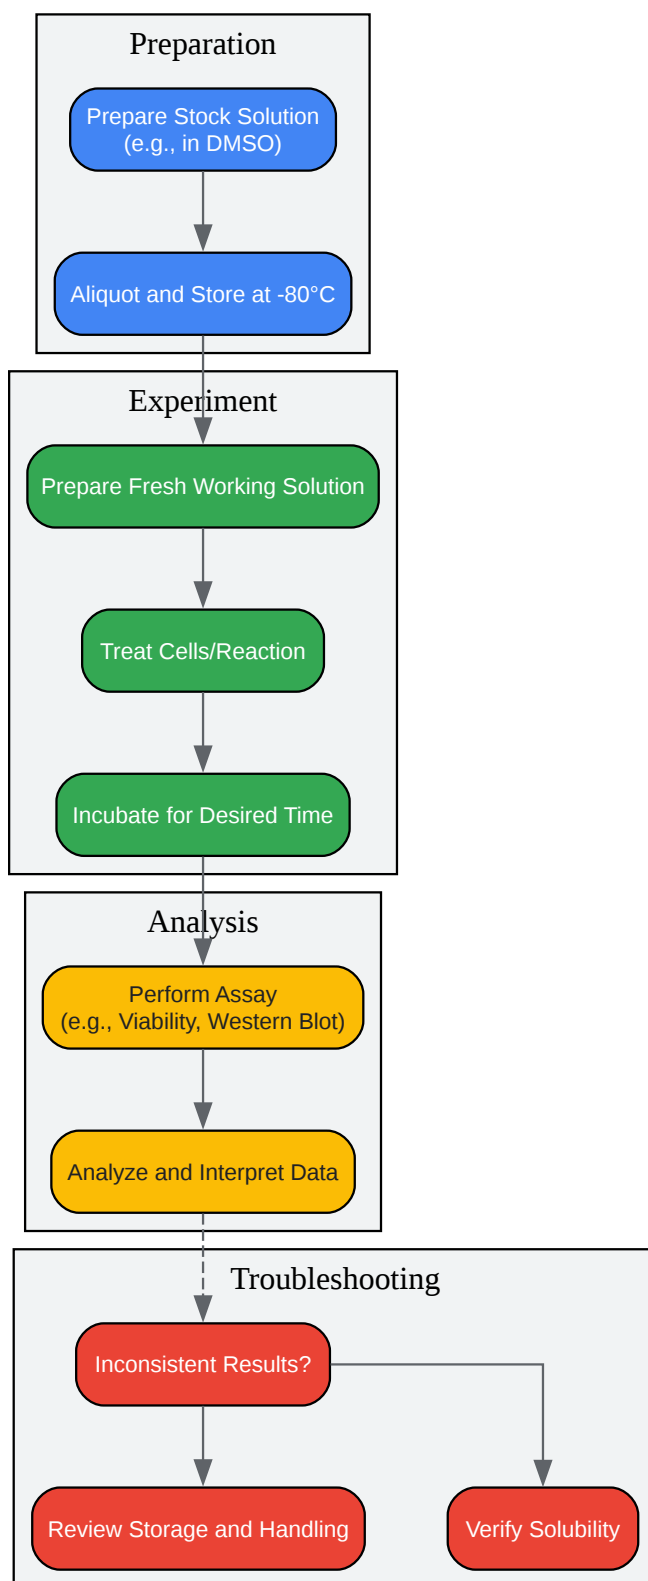 Preparation
Prepare Stock Solution
(e.g., in DMSO)
Aliquot and Store at -80°C
Experiment
Prepare Fresh Working Solution
Treat Cells/Reaction
Incubate for Desired Time
Analysis
Perform Assay
(e.g., Viability, Western Blot)
Analyze and Interpret Data
Troubleshooting
Inconsistent Results?
Review Storage and Handling
Verify Solubility